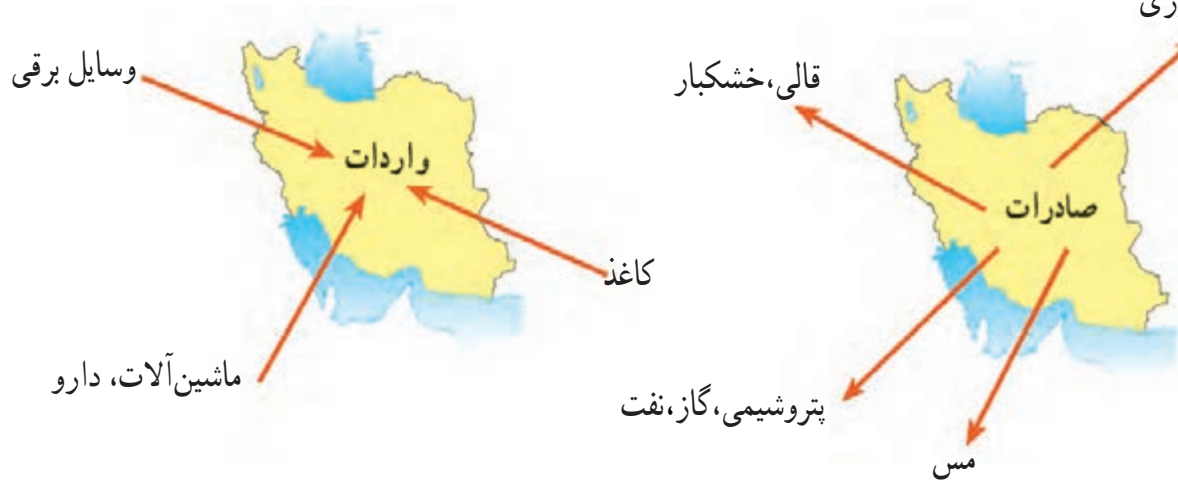 قالی،خشکبار
صادرات
پتروشیمی،گاز،نفت
مس
وسایل برقی
واردات
کاغذ
ماشین‌آلات، دارو